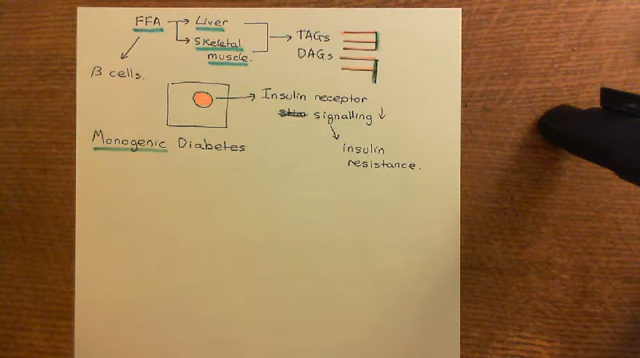 FFA → Liver
→ Skeletal muscle. → TAGs
DAGs
β cells.
→ Insulin receptor
signalling ↓
insulin
resistance.
Monogenic Diabetes